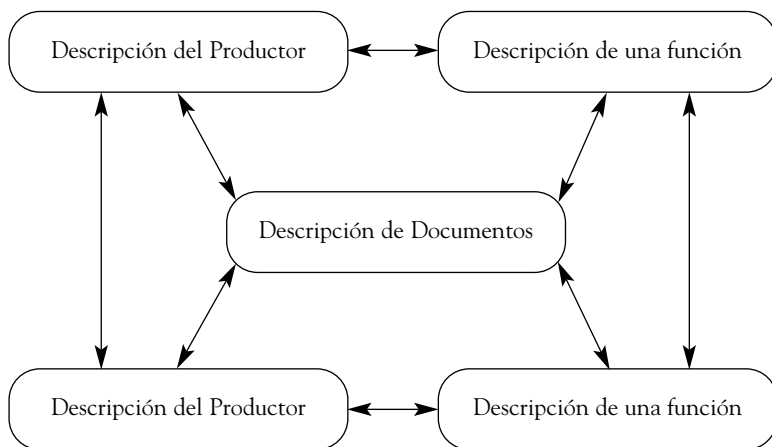 Descripción del Productor
Descripción de una función
Descripción de Documentos
Descripción del Productor
Descripción de una función